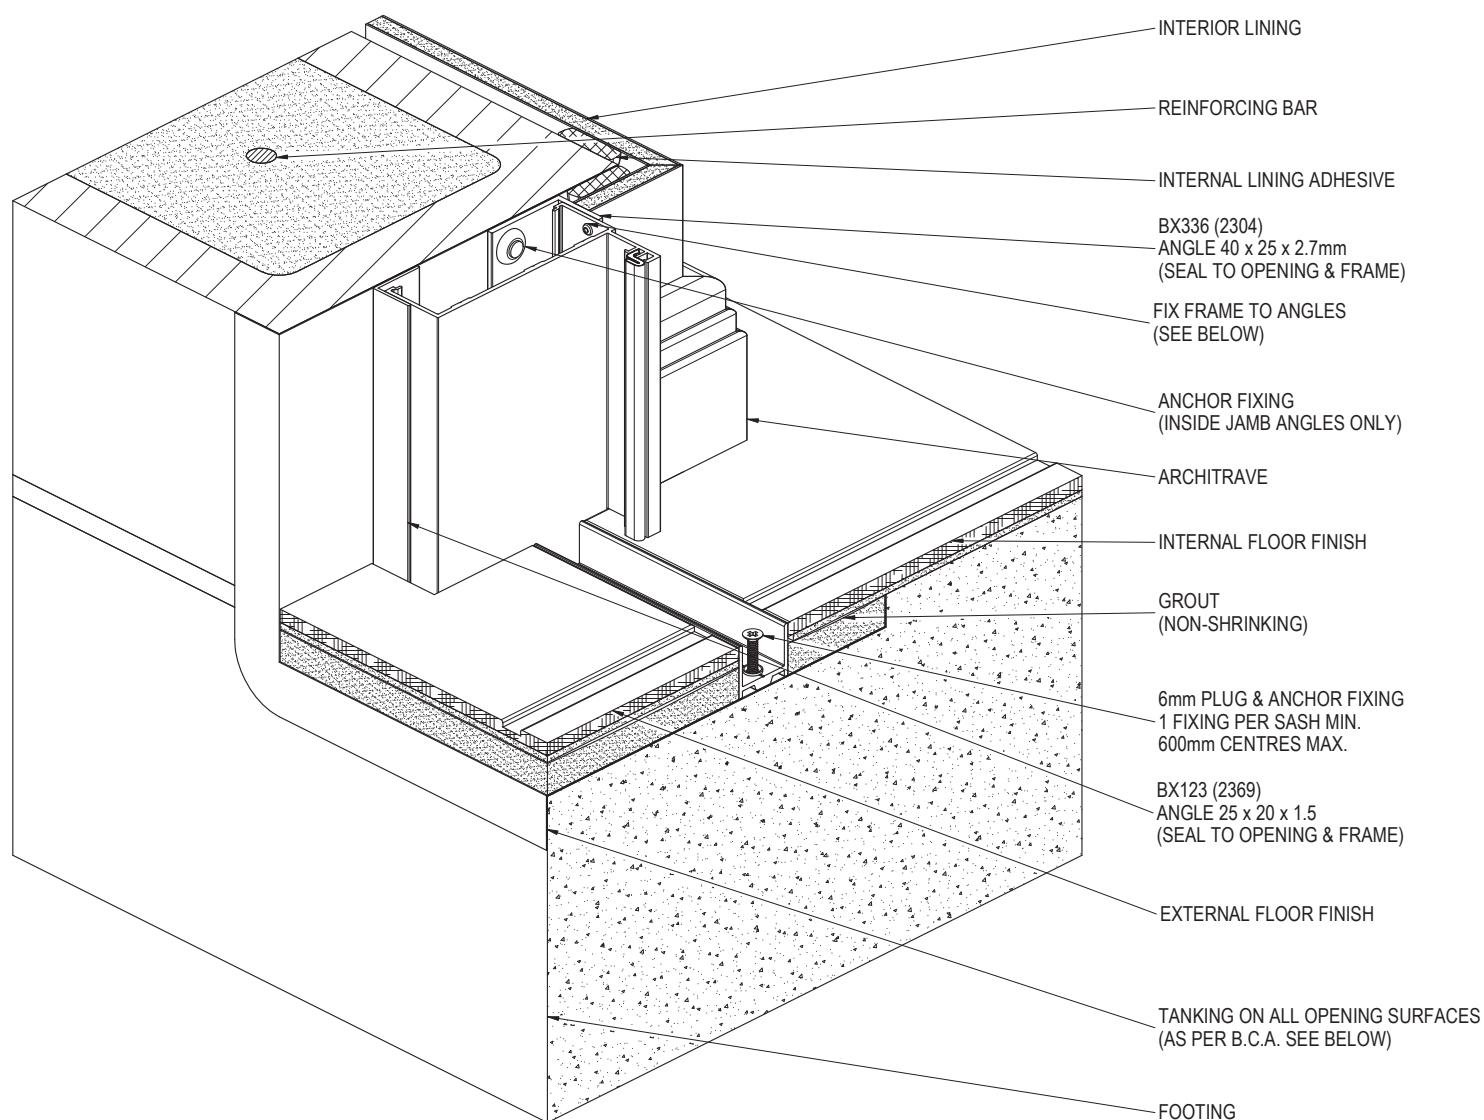 INTERIOR LINING
REINFORCING BAR
INTERNAL LINING ADHESIVE
BX336 (2304)
ANGLE 40 x 25 x 2.7mm
(SEAL TO OPENING & FRAME)
FIX FRAME TO ANGLES
(SEE BELOW)
ANCHOR FIXING
(INSIDE JAMB ANGLES ONLY)
ARCHITRAVE
INTERNAL FLOOR FINISH
GROUT
(NON-SHRINKING)
6mm PLUG & ANCHOR FIXING
1 FIXING PER SASH MIN.
600mm CENTRES MAX.
BX123 (2369)
ANGLE 25 x 20 x 1.5
(SEAL TO OPENING & FRAME)
EXTERNAL FLOOR FINISH
TANKING ON ALL OPENING SURFACES
(AS PER B.C.A. SEE BELOW)
FOOTING